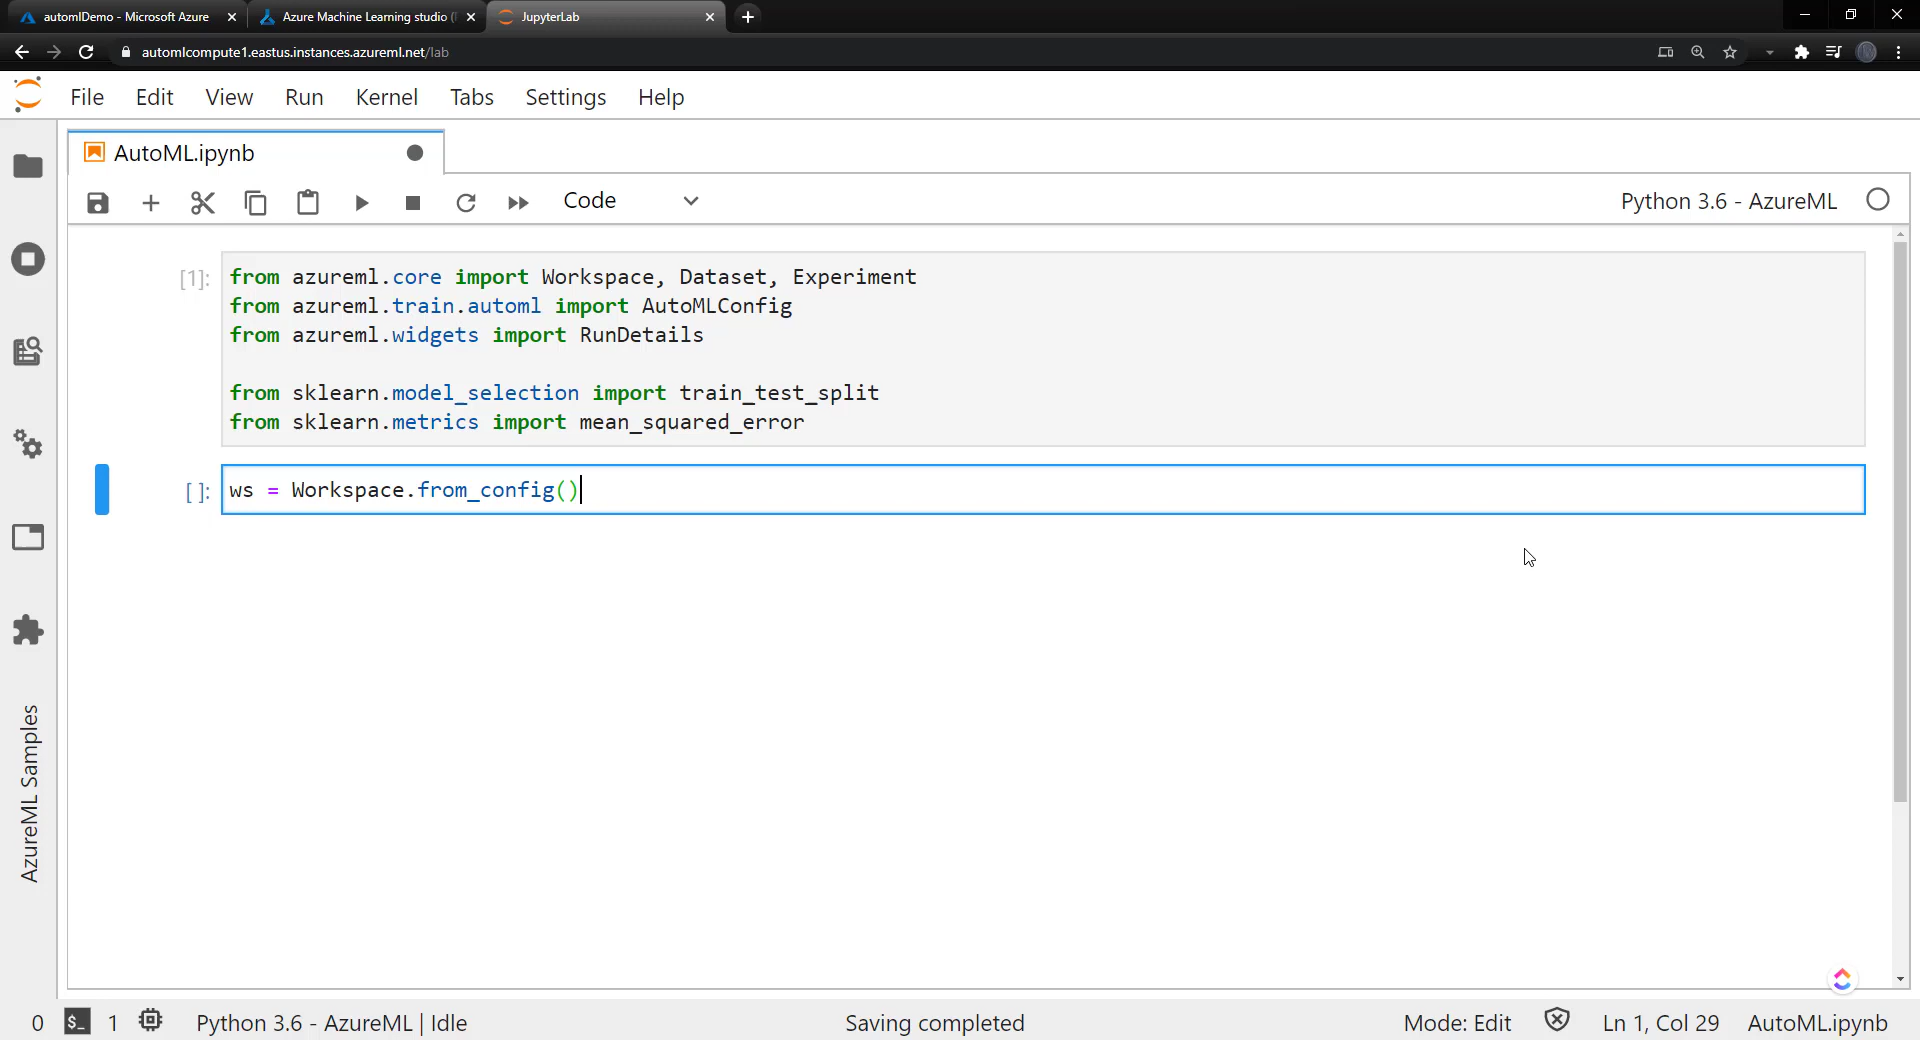 automlDemo - Microsoft Azure
Azure Machine Learning studio (
JupyterLab
automlcompute1.eastus.instances.azureml.net/lab
File Edit View Run Kernel Tabs Settings Help
AutoML.ipynb
Code
Python 3.6 - AzureML
[1]:
from azureml.core import Workspace, Dataset, Experiment
from azureml.train.automl import AutoMLConfig
from azureml.widgets import RunDetails
from sklearn.model_selection import train_test_split
from sklearn.metrics import mean_squared_error
[ ]:
ws = Workspace.from_config()
AzureML Samples
0 $_ 1 Python 3.6 - AzureML | Idle
Saving completed
Mode: Edit
Ln 1, Col 29
AutoML.ipynb